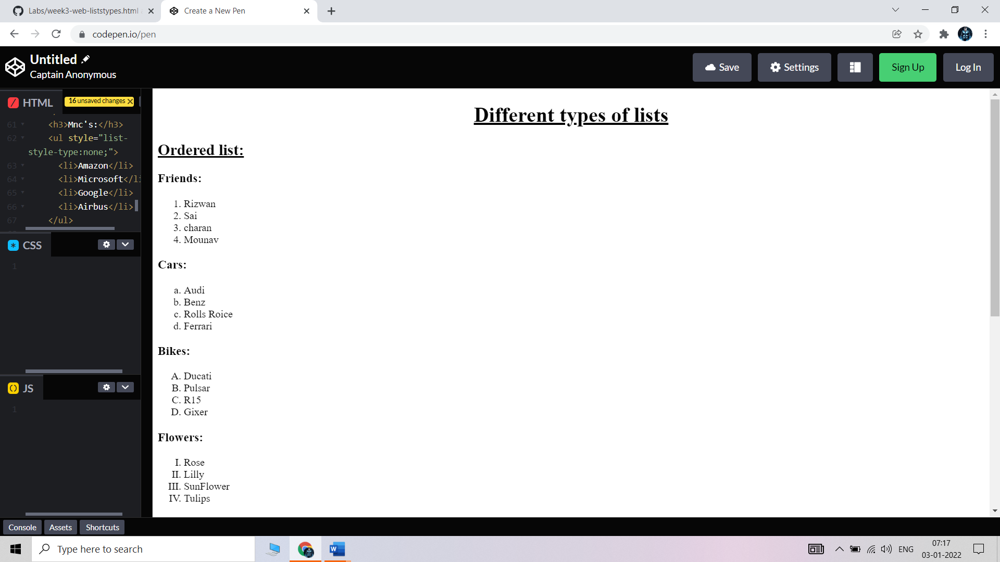 Labs/week3-web-liststypes.html
Create a New Pen
codepen.io/pen
Untitled
Captain Anonymous
Save
Settings
Sign Up
Log In
HTML
16 unsaved changes
61 <h3>Mnc's:</h3>
62 <ul style="list-
style-type:none;">
63 <li>Amazon</li>
64 <li>Microsoft</li
65 <li>Google</li>
66 <li>Airbus</li>
67 </ul>
CSS
1
JS
1
Different types of lists
Ordered list:
Friends:
1. Rizwan
2. Sai
3. charan
4. Mounav
Cars:
a. Audi
b. Benz
c. Rolls Roice
d. Ferrari
Bikes:
A. Ducati
B. Pulsar
C. R15
D. Gixer
Flowers:
I. Rose
II. Lilly
III. SunFlower
IV. Tulips
Console
Assets
Shortcuts
Type here to search
W
ENG
07:17
03-01-2022